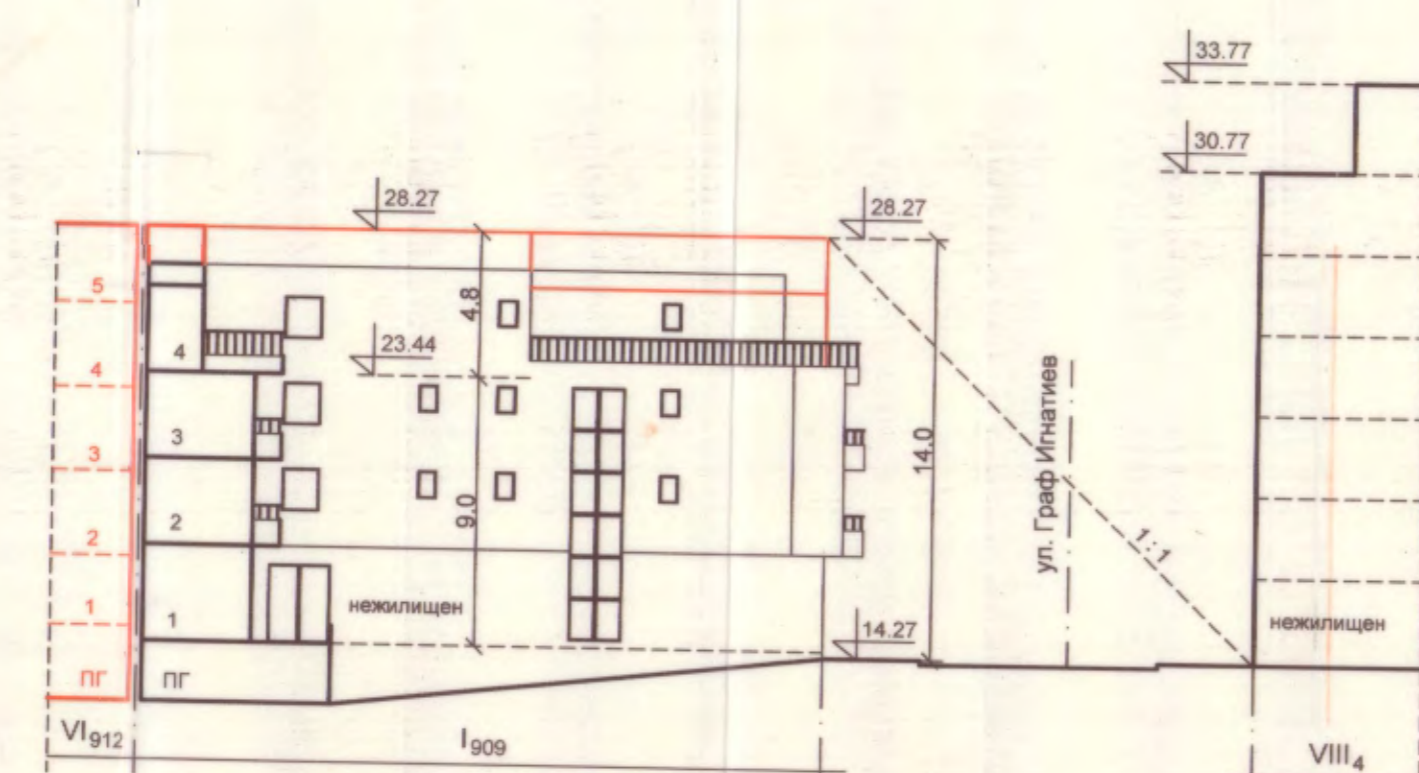 33.77
30.77
28.27
28.27
5
4.8
23.44
4
4
3
3
14.0
ул. Граф Игнатиев
2
2
9.0
1:1
1
1
нежилищен
14.27
нежилищен
ПГ
ПГ
VI912
I909
VIII4